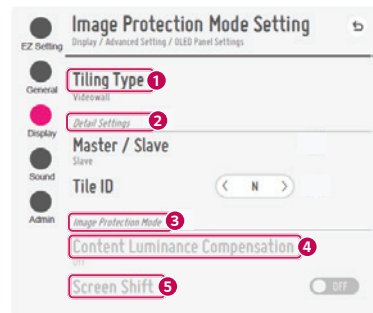 Image Protection Mode Setting
Display / Advanced Setting / OLED Panel Settings
EZ Setting
General
Display
Sound
Admin
Tiling Type 1
Videowall
Detail Settings 2
Master / Slave
Slave
Tile ID < N >
Image Protection Mode 3
Content Luminance Compensation 4
Off
Screen Shift 5 OFF